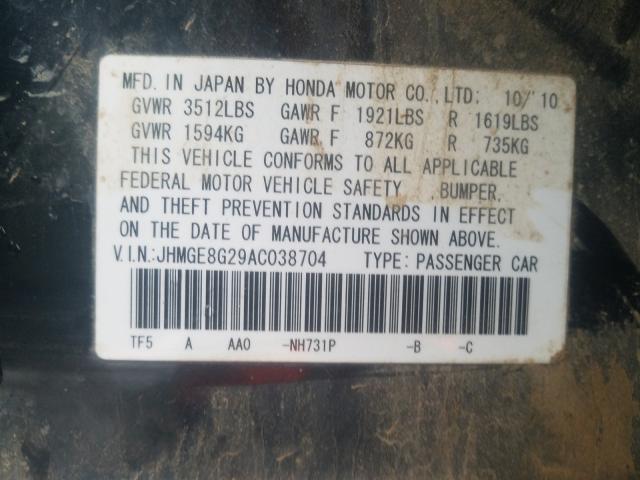 MFD. IN JAPAN BY HONDA MOTOR CO., LTD; 10/'10
GVWR 3512LBS GAWR F 1921LBS R 1619LBS
GVWR 1594KG GAWR F 872KG R 735KG
THIS VEHICLE CONFORMS TO ALL APPLICABLE
FEDERAL MOTOR VEHICLE SAFETY , BUMPER,
AND THEFT PREVENTION STANDARDS IN EFFECT
ON THE DATE OF MANUFACTURE SHOWN ABOVE.
V.I.N.:JHMGE8G29AC038704 TYPE: PASSENGER CAR
TF5 A AAO -NH731P -B -C